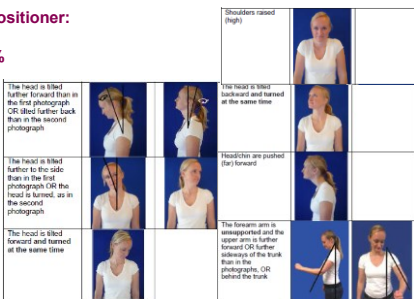 ositioner:
%
The head is tilted
further forward than in
the first photograph
OR tilted further back
than in the second
photograph
The head is tilted
further to the side
than in the first
photograph OR the
head is turned, as in
the second
photograph
The head is tilted
forward and turned
at the same time
Shoulders raised
(high)
The head is tilted
backward and turned
at the same time
Head/chin are pushed
(far) forward
The forearm arm is
unsupported and the
upper arm is further
forward OR further
sideways of the trunk
than in the
photographs, OR
behind the trunk